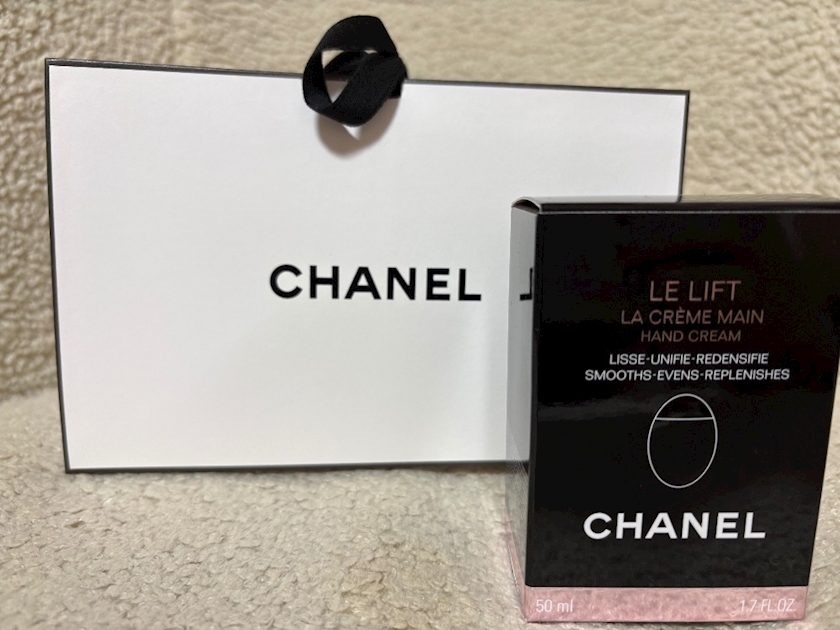 CHANEL
LE LIFT
LA CRÈME MAIN
HAND CREAM
LISSE-UNIFIE-REDENSIFIE
SMOOTHS-EVENS-REPLENISHES
CHANEL
50 ml 1.7 FL.OZ.